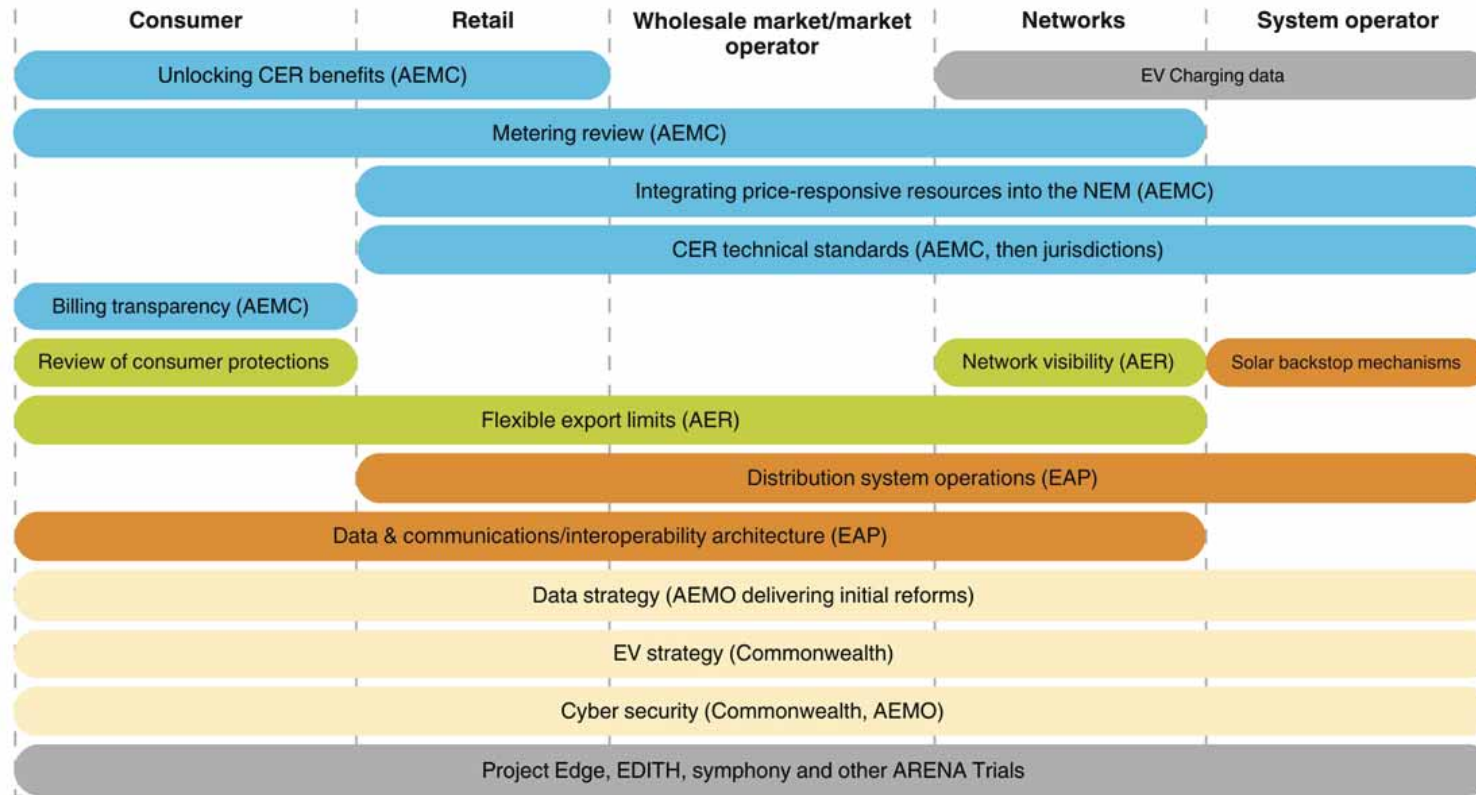 Consumer
Retail
Wholesale market/market
operator
Networks
System operator
Unlocking CER benefits (AEMC)
EV Charging data
Metering review (AEMC)
Integrating price-responsive resources into the NEM (AEMC)
CER technical standards (AEMC, then jurisdictions)
Billing transparency (AEMC)
Review of consumer protections
Network visibility (AER)
Solar backstop mechanisms
Flexible export limits (AER)
Distribution system operations (EAP)
Data & communications/interoperability architecture (EAP)
Data strategy (AEMO delivering initial reforms)
EV strategy (Commonwealth)
Cyber security (Commonwealth, AEMO)
Project Edge, EDITH, symphony and other ARENA Trials